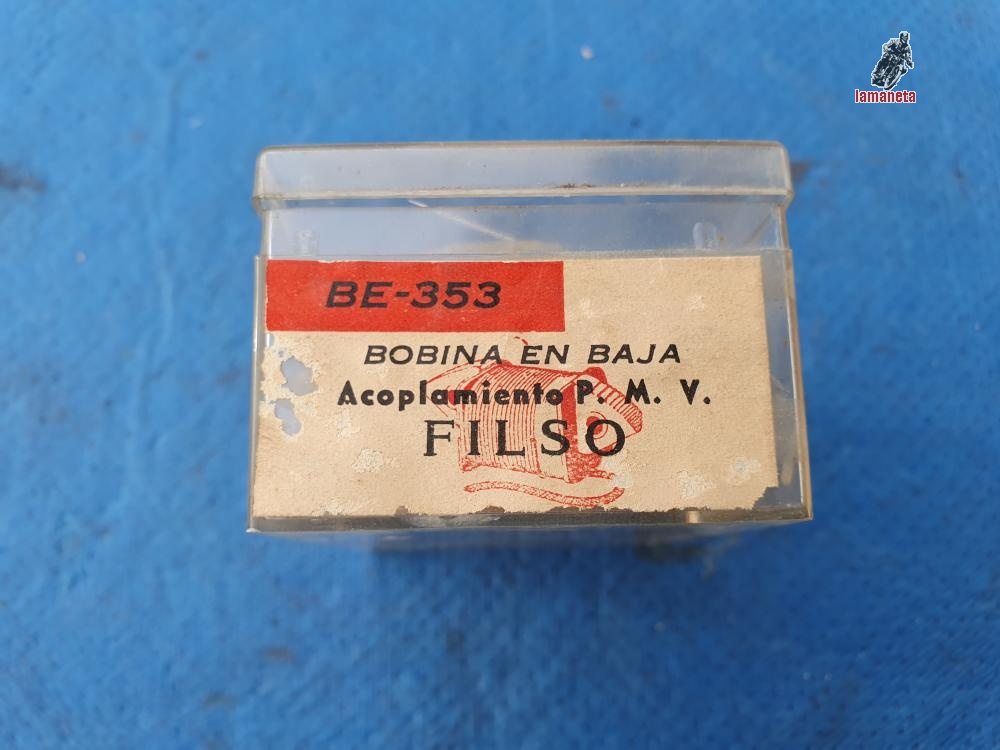 lamaneta
BE-353
BOBINA EN BAJA
Acoplamiento P. M. V.
FILSO